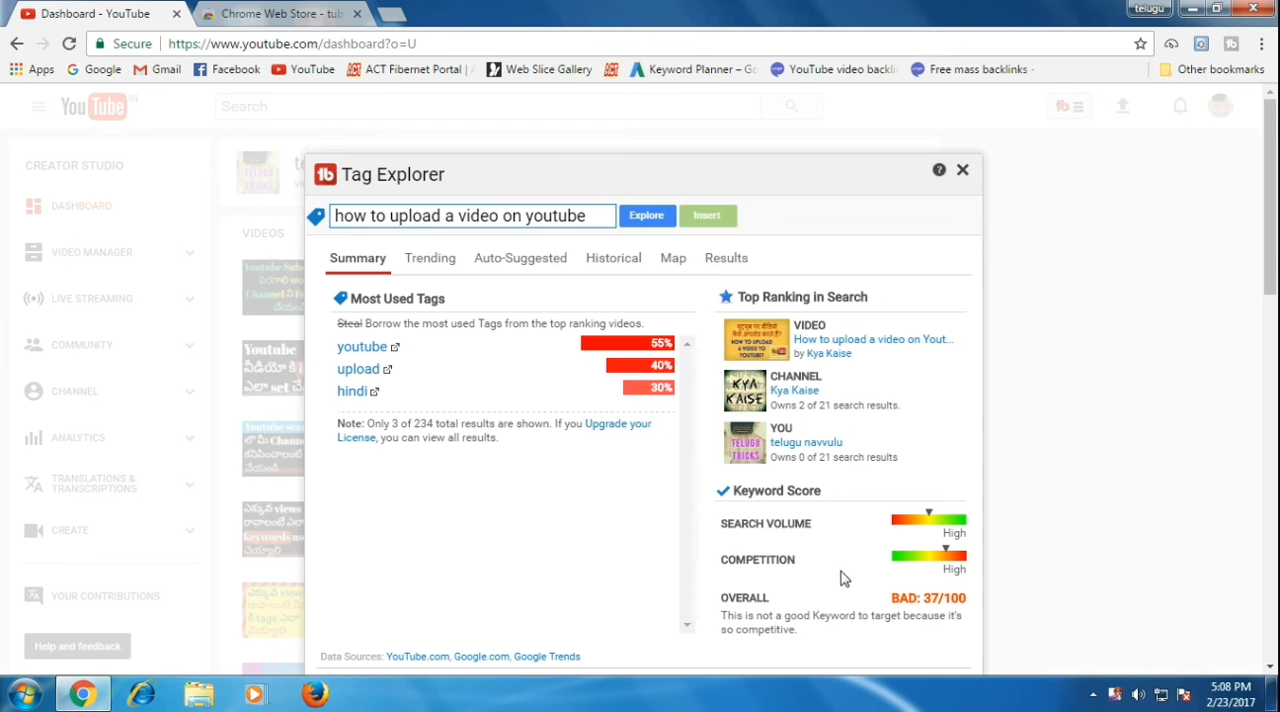 Dashboard - YouTube
Chrome Web Store - tub
telugu
Secure
https://www.youtube.com/dashboard?o=U
Apps
Google
Gmail
Facebook
YouTube
ACT Fibernet Portal |
Web Slice Gallery
Keyword Planner – Go
YouTube video backli
Free mass backlinks -
Other bookmarks
YouTube IN
Search
CREATOR STUDIO
DASHBOARD
VIDEO MANAGER
LIVE STREAMING
COMMUNITY
CHANNEL
ANALYTICS
TRANSLATIONS &
TRANSCRIPTIONS
CREATE
YOUR CONTRIBUTIONS
Help and feedback
VIDEOS
Tag Explorer
how to upload a video on youtube
Explore
Insert
Summary
Trending
Auto-Suggested
Historical
Map
Results
Most Used Tags
Steal Borrow the most used Tags from the top ranking videos.
youtube
55%
upload
40%
hindi
30%
Note: Only 3 of 234 total results are shown. If you Upgrade your
License, you can view all results.
Top Ranking in Search
VIDEO
How to upload a video on Yout...
by Kya Kaise
KYA
KAISE
CHANNEL
Kya Kaise
Owns 2 of 21 search results.
TELUGU
TRICKS
YOU
telugu navvulu
Owns 0 of 21 search results
Keyword Score
SEARCH VOLUME
High
COMPETITION
High
OVERALL
BAD: 37/100
This is not a good Keyword to target because it's
so competitive.
Data Sources: YouTube.com, Google.com, Google Trends
5:08 PM
2/23/2017